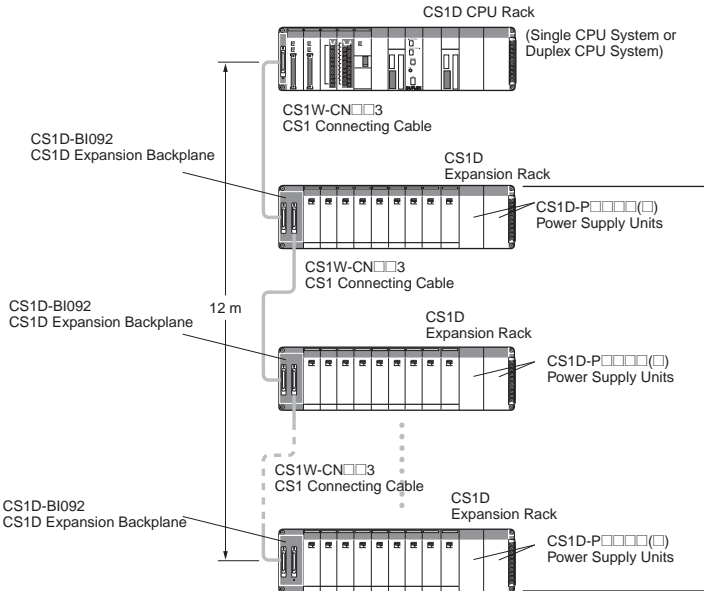 CS1D CPU Rack
(Single CPU System or
Duplex CPU System)
CS1W-CN□□3
CS1 Connecting Cable
CS1D-BI092
CS1D Expansion Backplane
CS1D
Expansion Rack
CS1D-P□□□□(□)
Power Supply Units
CS1W-CN□□3
CS1 Connecting Cable
CS1D-BI092
CS1D Expansion Backplane
12 m
CS1D
Expansion Rack
CS1D-P□□□□(□)
Power Supply Units
CS1W-CN□□3
CS1 Connecting Cable
CS1D-BI092
CS1D Expansion Backplane
CS1D
Expansion Rack
CS1D-P□□□□(□)
Power Supply Units